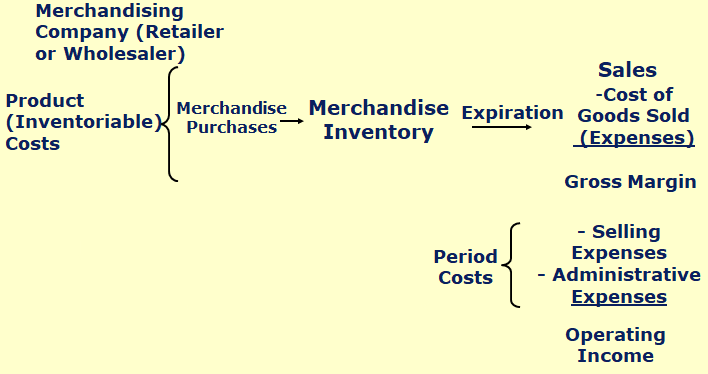 Merchandising
Company (Retailer
or Wholesaler)
Product
(Inventoriable)
Costs
Merchandise
Purchases
Merchandise
Inventory
Expiration
Sales
-Cost of
Goods Sold
(Expenses)
Gross Margin
Period
Costs
- Selling
Expenses
- Administrative
Expenses
Operating
Income